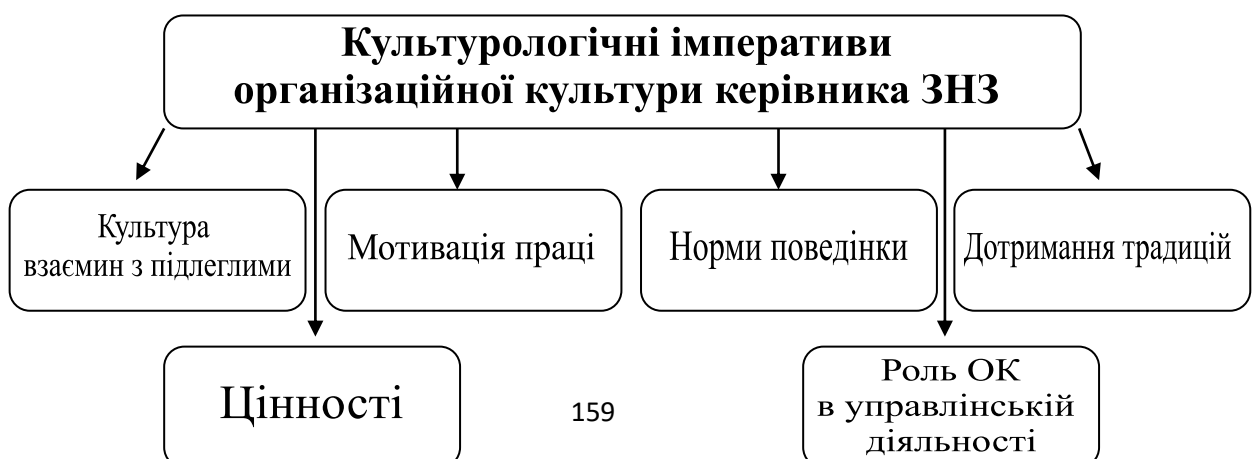 Культурологічні імперативи
організаційної культури керівника ЗНЗ
Культура
взаємин з підлеглими
Мотивація праці
Норми поведінки
Дотримання традицій
Цінності
159
Роль ОК
в управлінській
діяльності